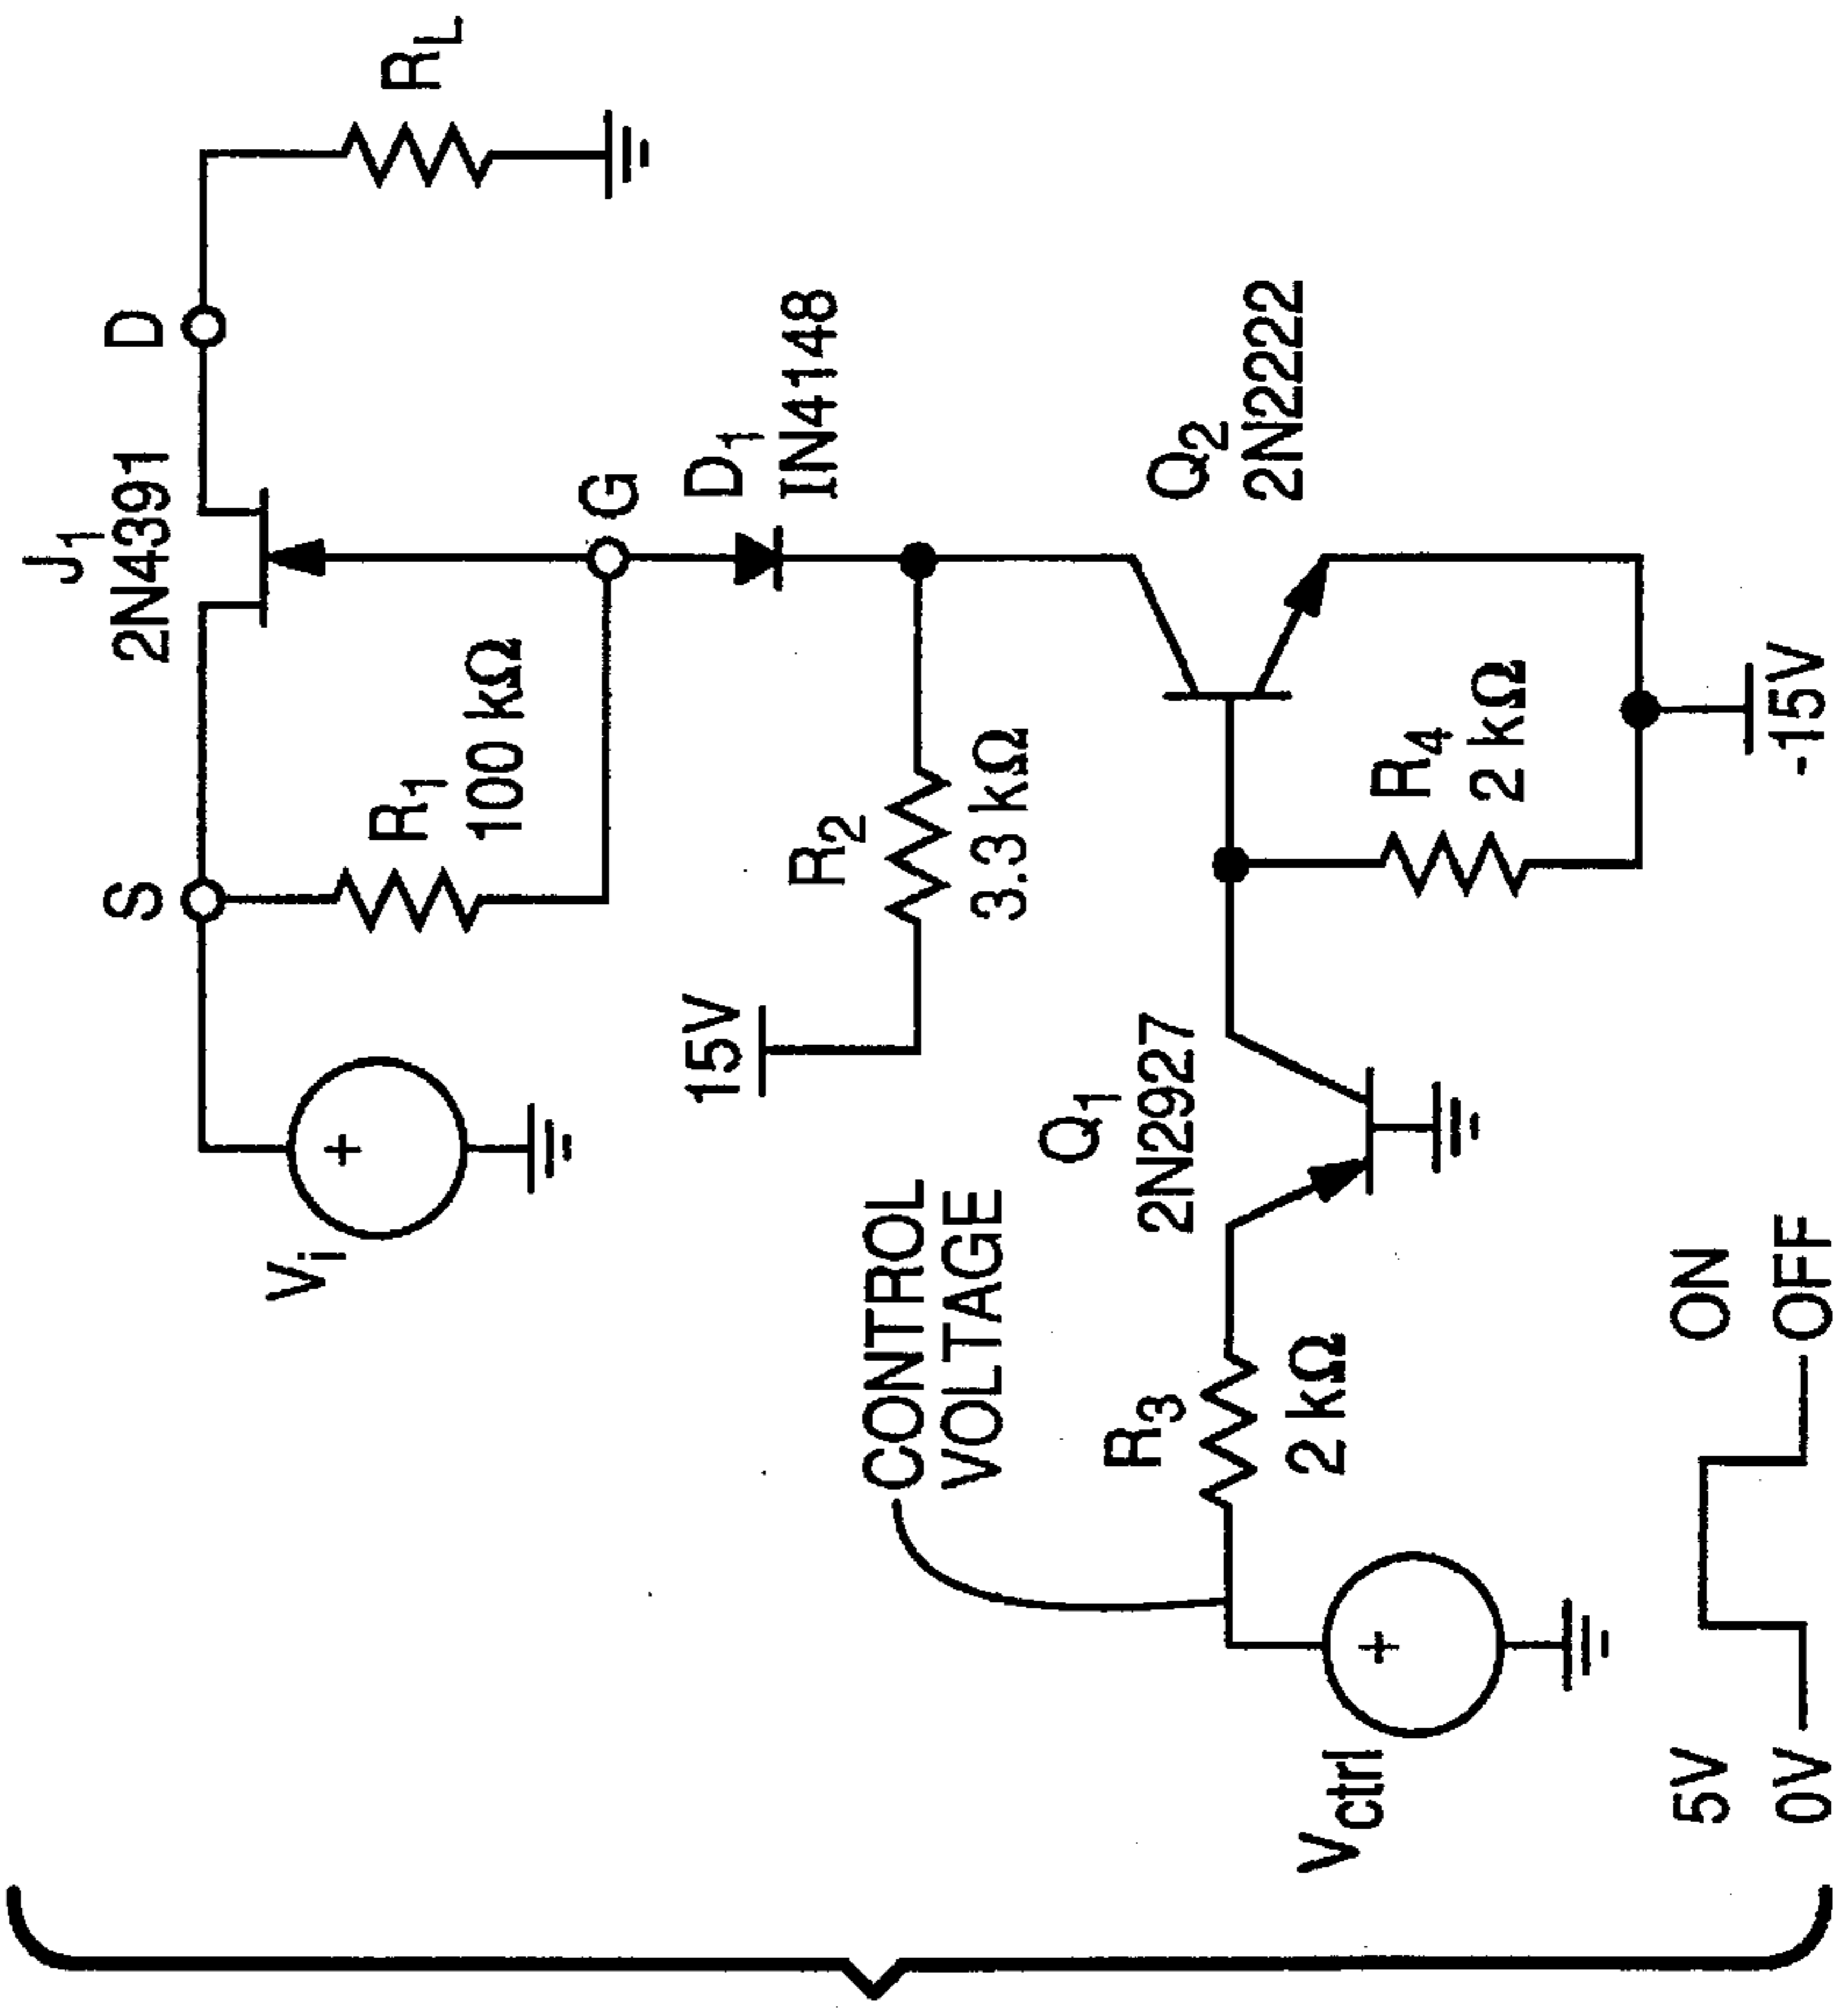 J1
2N4391
S
D
Vi
R1
100 kΩ
RL
G
15V
R2
3.3 kΩ
D1
IN4148
CONTROL
VOLTAGE
Q1
2N2927
Q2
2N2222
R3
2 kΩ
Vctrl
R4
2 kΩ
-15V
5V
ON
0V
OFF